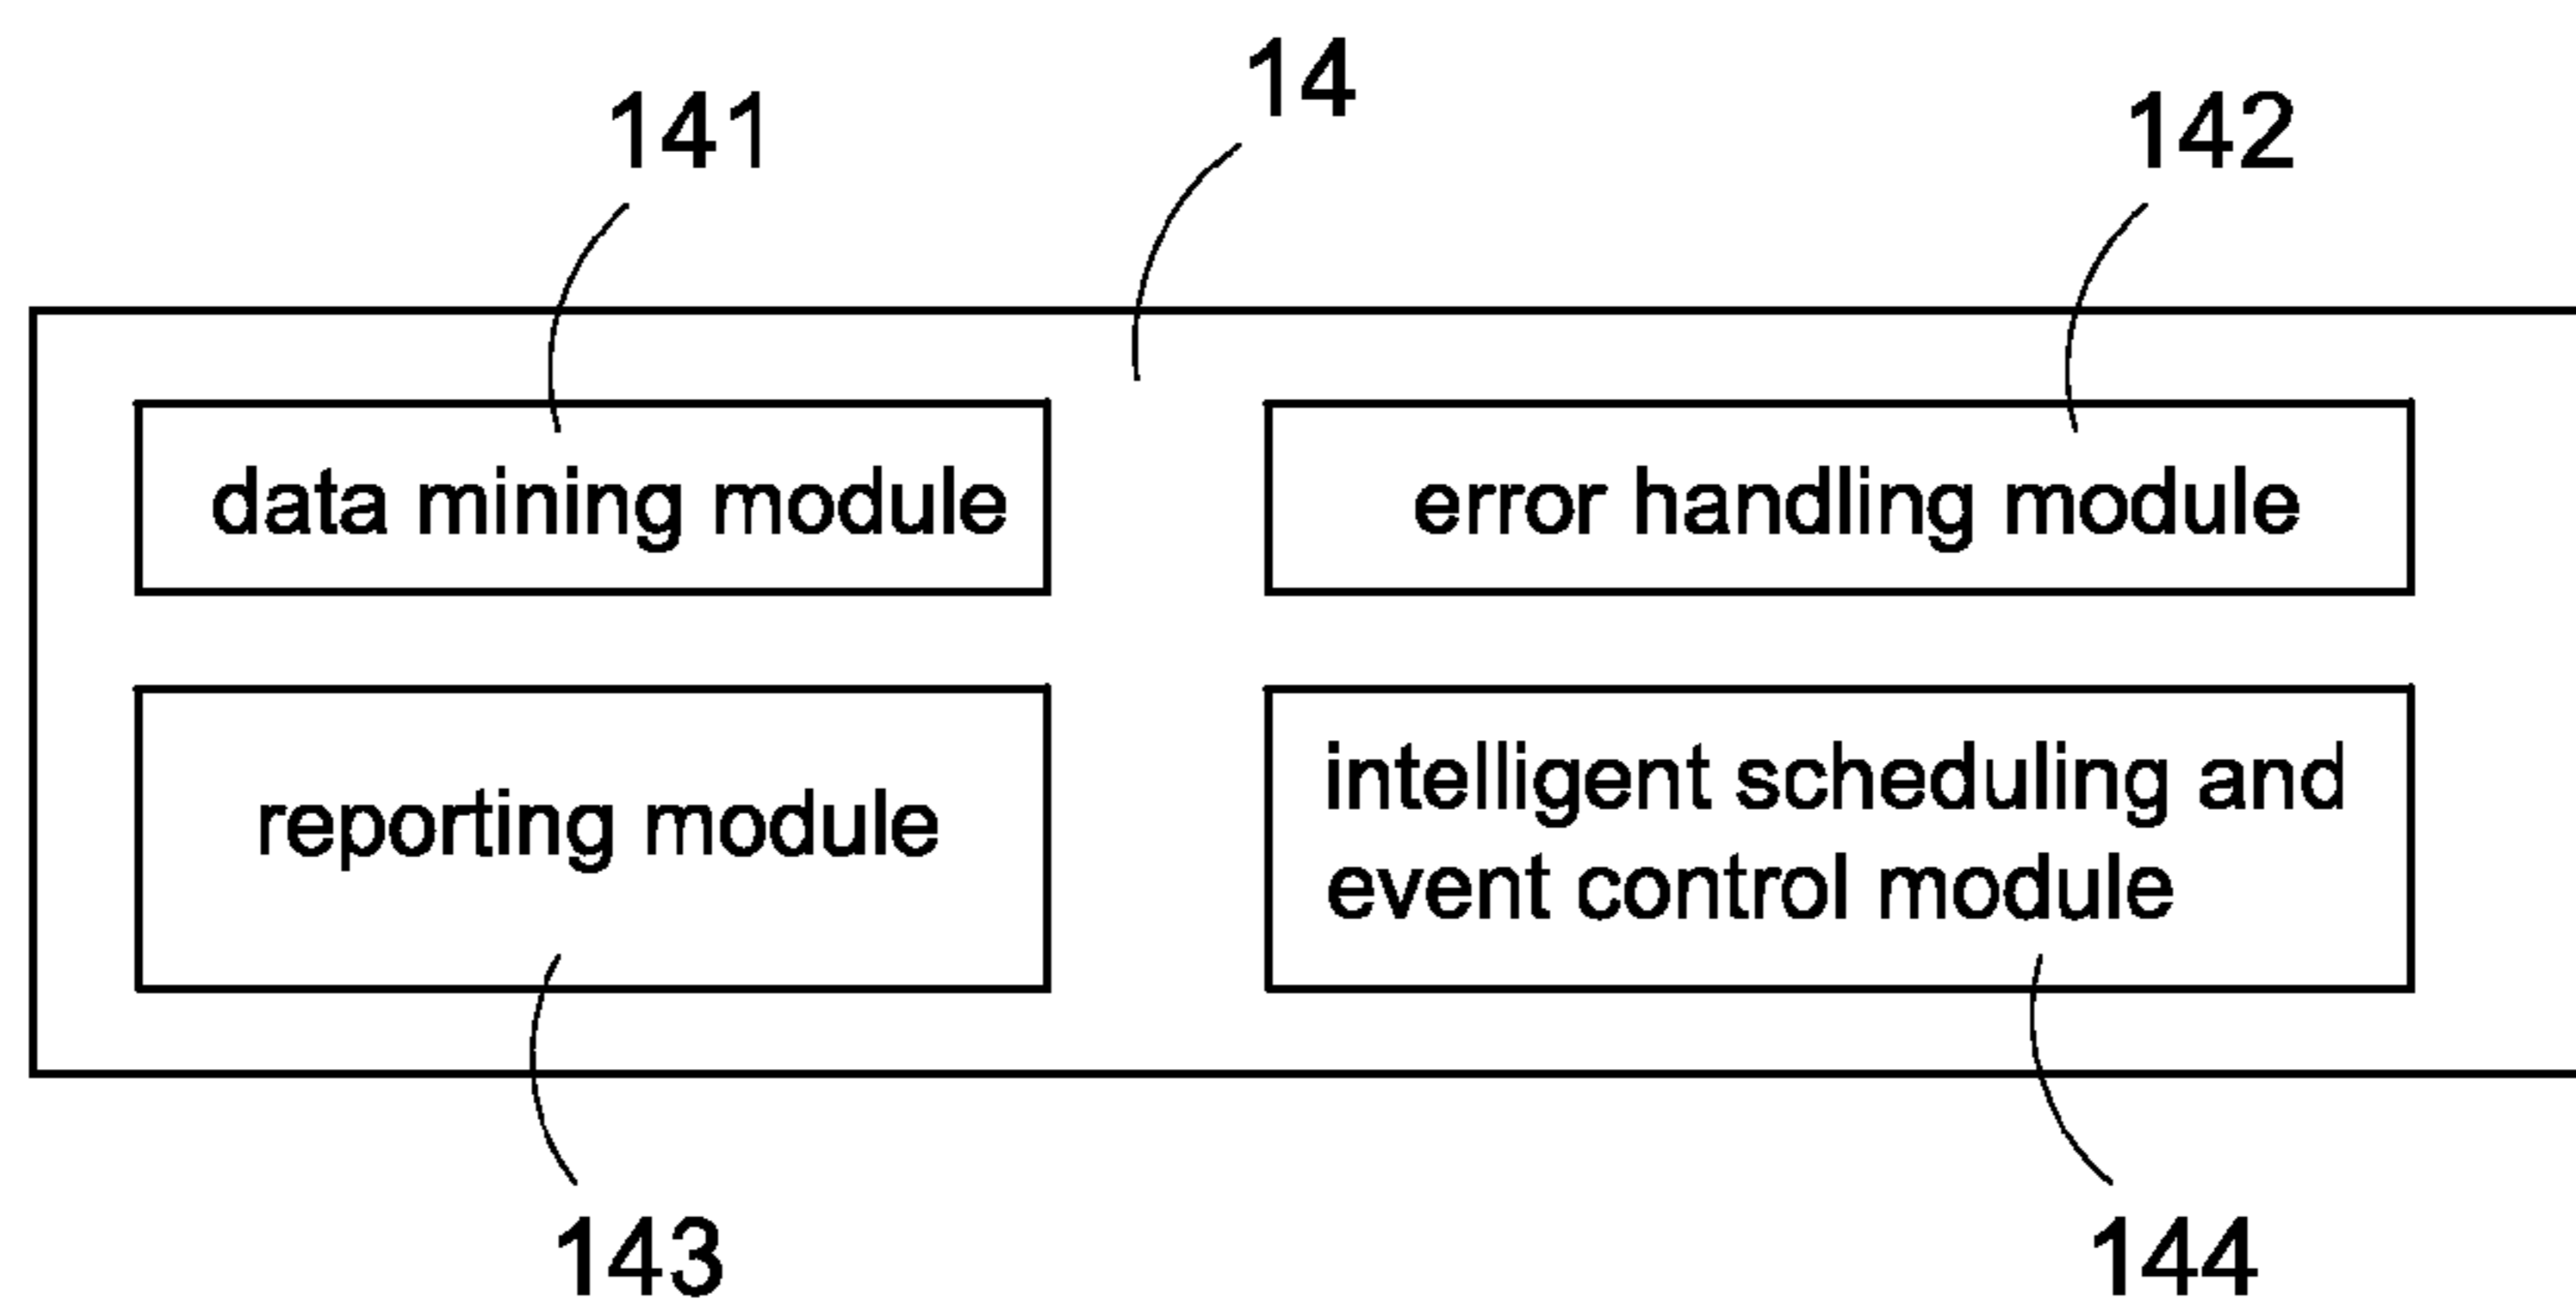 14
141
142
data mining module
error handling module
reporting module
intelligent scheduling and
event control module
143
144